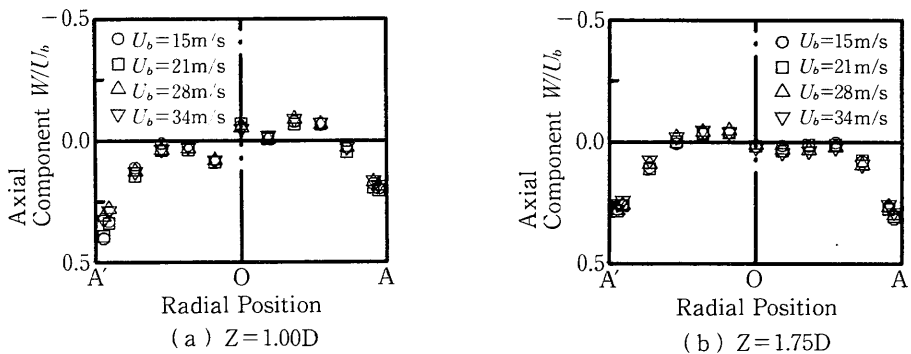 Axial
Component W/U_b
-0.5
0.0
0.5
○ U_b=15m/s
□ U_b=21m/s
△ U_b=28m/s
▽ U_b=34m/s
A′
O
A
Radial Position
(a) Z=1.00D
Axial
Component W/U_b
-0.5
0.0
0.5
○ U_b=15m/s
□ U_b=21m/s
△ U_b=28m/s
▽ U_b=34m/s
A′
O
A
Radial Position
(b) Z=1.75D